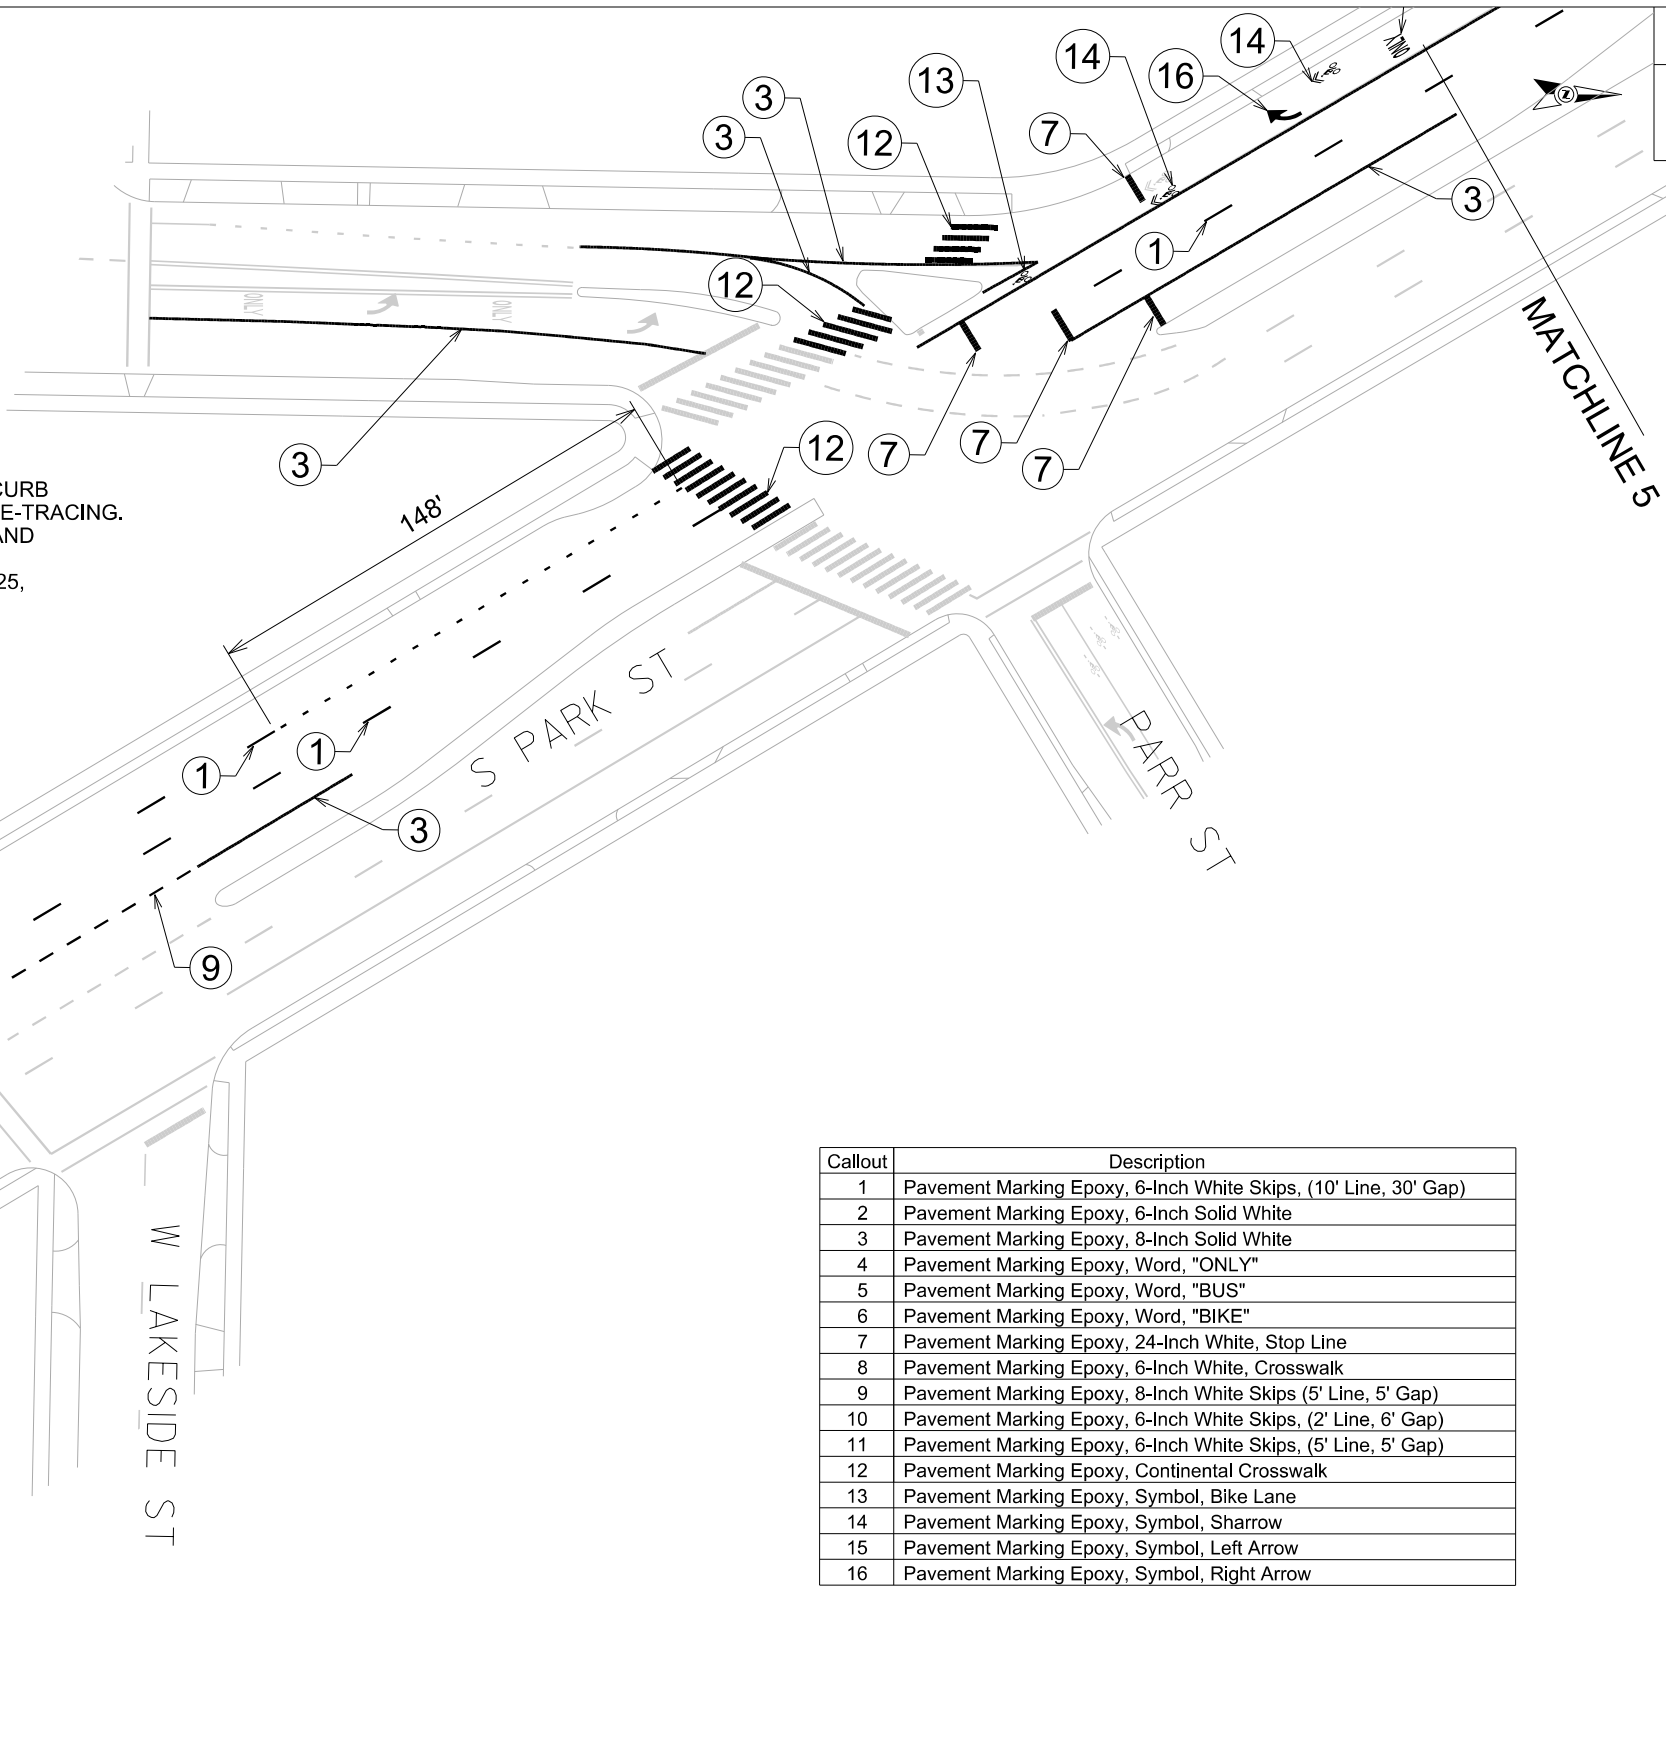 14
14
ONLY
13
16
3
3
12
7
N
3
1
12
ONLY
ONLY
3
12
7
7
7
MATCHLINE 5
CURB
E-TRACING.
AND
25,
148'
S PARK ST
PARR ST
1
1
3
9
W LAKESIDE ST
Callout Description
1 Pavement Marking Epoxy, 6-Inch White Skips, (10' Line, 30' Gap)
2 Pavement Marking Epoxy, 6-Inch Solid White
3 Pavement Marking Epoxy, 8-Inch Solid White
4 Pavement Marking Epoxy, Word, "ONLY"
5 Pavement Marking Epoxy, Word, "BUS"
6 Pavement Marking Epoxy, Word, "BIKE"
7 Pavement Marking Epoxy, 24-Inch White, Stop Line
8 Pavement Marking Epoxy, 6-Inch White, Crosswalk
9 Pavement Marking Epoxy, 8-Inch White Skips (5' Line, 5' Gap)
10 Pavement Marking Epoxy, 6-Inch White Skips, (2' Line, 6' Gap)
11 Pavement Marking Epoxy, 6-Inch White Skips, (5' Line, 5' Gap)
12 Pavement Marking Epoxy, Continental Crosswalk
13 Pavement Marking Epoxy, Symbol, Bike Lane
14 Pavement Marking Epoxy, Symbol, Sharrow
15 Pavement Marking Epoxy, Symbol, Left Arrow
16 Pavement Marking Epoxy, Symbol, Right Arrow